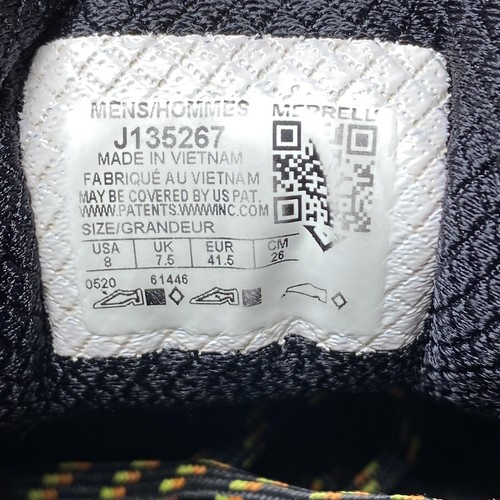 MENS/HOMMES MERRELL
J135267
MADE IN VIETNAM
FABRIQUÉ AU VIETNAM
MAY BE COVERED BY US PAT.
WWW.PATENTS.WWWINC.COM
SIZE/GRANDEUR
USA UK EUR CM
8 7.5 41.5 26
0520 61446